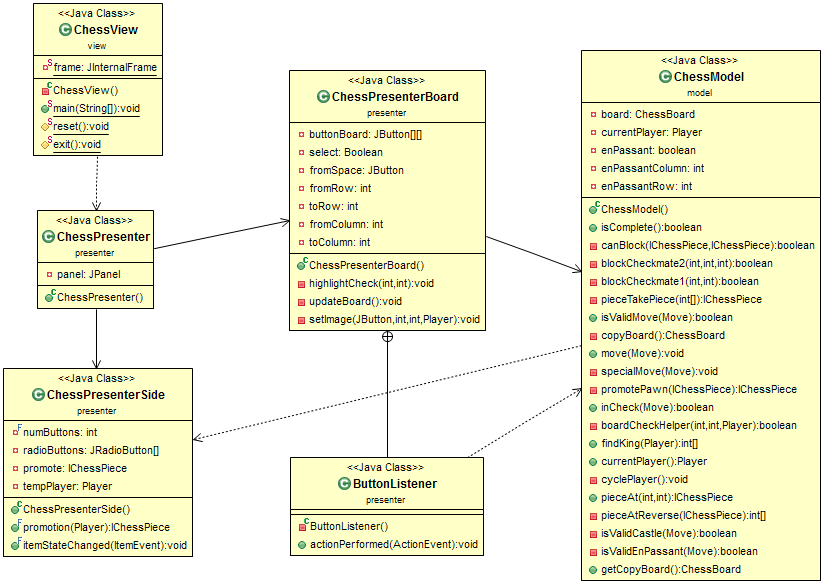 <<Java Class>>
ChessView
view
frame: JInternalFrame
ChessView()
main(String[]):void
reset():void
exit():void
<<Java Class>>
ChessPresenter
presenter
panel: JPanel
ChessPresenter()
<<Java Class>>
ChessPresenterSide
presenter
numButtons: int
radioButtons: JRadioButton[]
promote: IChessPiece
tempPlayer: Player
ChessPresenterSide()
promotion(Player):IChessPiece
itemStateChanged(ItemEvent):void
<<Java Class>>
ChessPresenterBoard
presenter
buttonBoard: JButton[][]
select: Boolean
fromSpace: JButton
fromRow: int
toRow: int
fromColumn: int
toColumn: int
ChessPresenterBoard()
highlightCheck(int,int):void
updateBoard():void
setImage(JButton,int,int,Player):void
<<Java Class>>
ButtonListener
presenter
ButtonListener()
actionPerformed(ActionEvent):void
<<Java Class>>
ChessModel
model
board: ChessBoard
currentPlayer: Player
enPassant: boolean
enPassantColumn: int
enPassantRow: int
ChessModel()
isComplete():boolean
canBlock(IChessPiece,IChessPiece):boolean
blockCheckmate2(int,int,int):boolean
blockCheckmate1(int,int,int):boolean
pieceTakePiece(int[]):IChessPiece
isValidMove(Move):boolean
copyBoard():ChessBoard
move(Move):void
specialMove(Move):void
promotePawn(IChessPiece):IChessPiece
inCheck(Move):boolean
boardCheckHelper(int,int,Player):boolean
findKing(Player):int[]
currentPlayer():Player
cyclePlayer():void
pieceAt(int,int):IChessPiece
pieceAtReverse(IChessPiece):int[]
isValidCastle(Move):boolean
isValidEnPassant(Move):boolean
getCopyBoard():ChessBoard